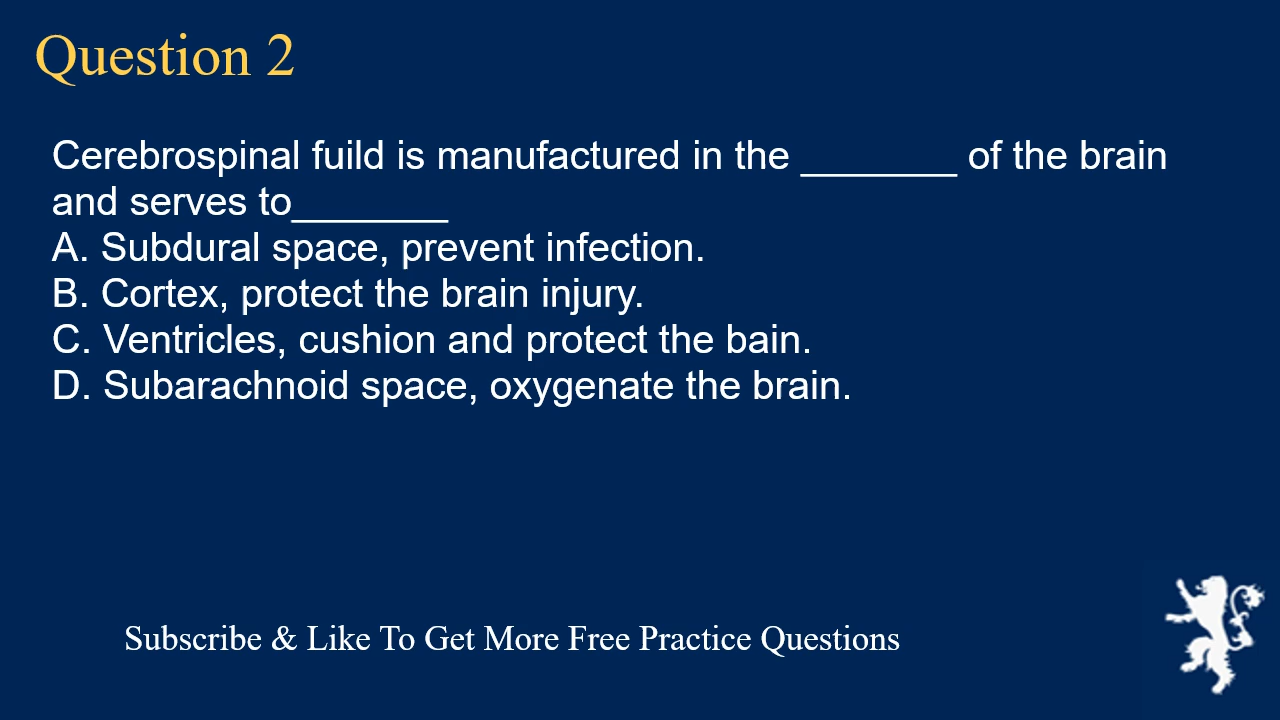 Question 2
Cerebrospinal fuild is manufactured in the _______ of the brain
and serves to_______
A. Subdural space, prevent infection.
B. Cortex, protect the brain injury.
C. Ventricles, cushion and protect the bain.
D. Subarachnoid space, oxygenate the brain.
Subscribe & Like To Get More Free Practice Questions